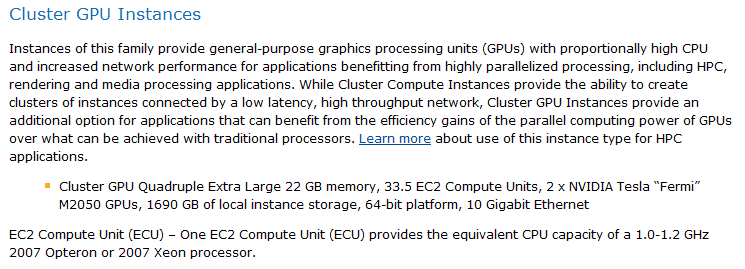 Cluster GPU Instances
Instances of this family provide general-purpose graphics processing units (GPUs) with proportionally high CPU
and increased network performance for applications benefitting from highly parallelized processing, including HPC,
rendering and media processing applications. While Cluster Compute Instances provide the ability to create
clusters of instances connected by a low latency, high throughput network, Cluster GPU Instances provide an
additional option for applications that can benefit from the efficiency gains of the parallel computing power of GPUs
over what can be achieved with traditional processors. Learn more about use of this instance type for HPC
applications.
Cluster GPU Quadruple Extra Large 22 GB memory, 33.5 EC2 Compute Units, 2 x NVIDIA Tesla “Fermi”
M2050 GPUs, 1690 GB of local instance storage, 64-bit platform, 10 Gigabit Ethernet
EC2 Compute Unit (ECU) – One EC2 Compute Unit (ECU) provides the equivalent CPU capacity of a 1.0-1.2 GHz
2007 Opteron or 2007 Xeon processor.